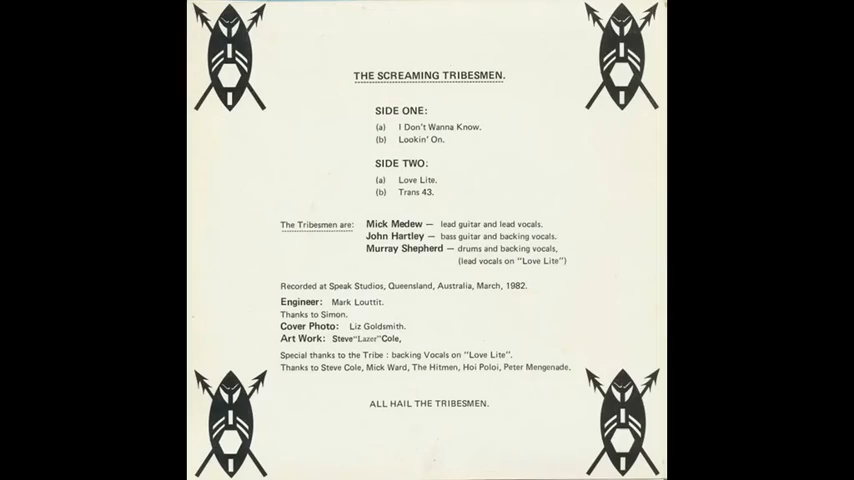 THE SCREAMING TRIBESMEN.
SIDE ONE:
(a) I Don't Wanna Know.
(b) Lookin' On.
SIDE TWO:
(a) Love Lite.
(b) Trans 43.
The Tribesmen are: Mick Medew — lead guitar and lead vocals.
John Hartley — bass guitar and backing vocals.
Murray Shepherd — drums and backing vocals,
(lead vocals on "Love Lite")
Recorded at Speak Studios, Queensland, Australia, March, 1982.
Engineer: Mark Louttit.
Thanks to Simon.
Cover Photo: Liz Goldsmith.
Art Work: Steve"Lazer"Cole,
Special thanks to the Tribe : backing Vocals on "Love Lite".
Thanks to Steve Cole, Mick Ward, The Hitmen, Hoi Poloi, Peter Mengenade.
ALL HAIL THE TRIBESMEN.